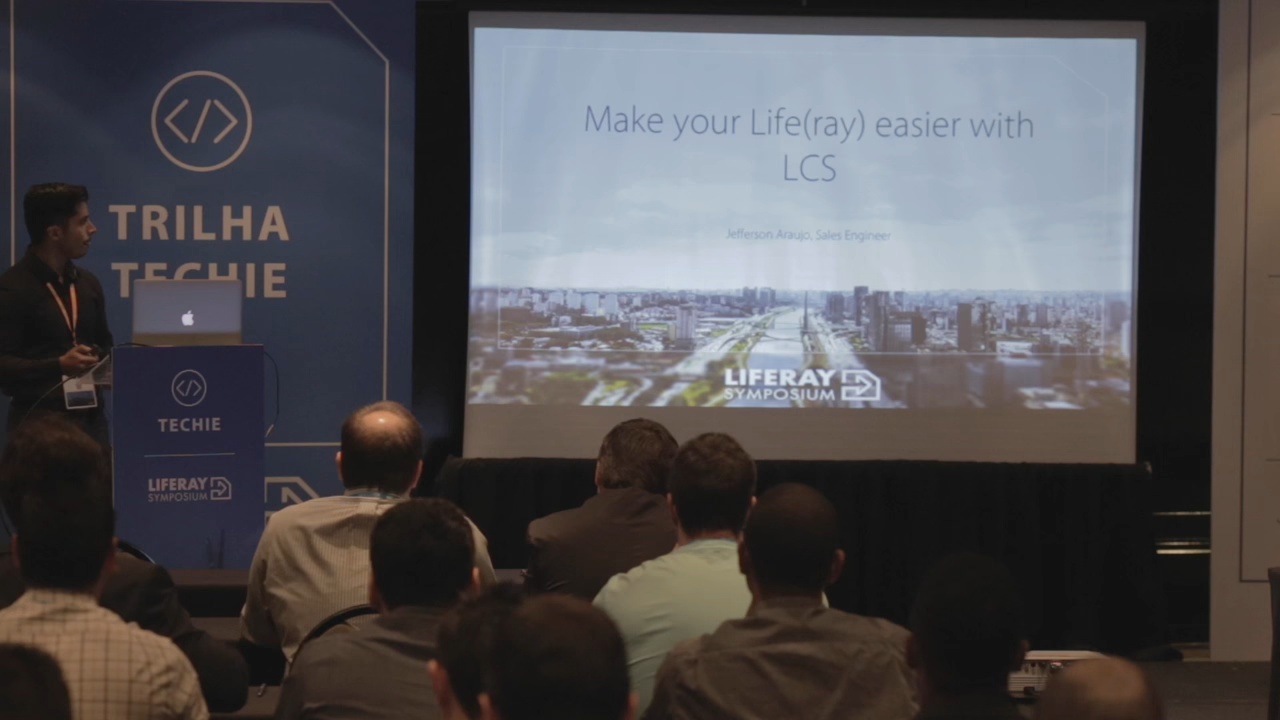 </>
TRILHA
TECHIE
Make your Life(ray) easier with
LCS
Jefferson Araujo, Sales Engineer
LIFERAY
SYMPOSIUM
</>
TECHIE
LIFERAY
SYMPOSIUM